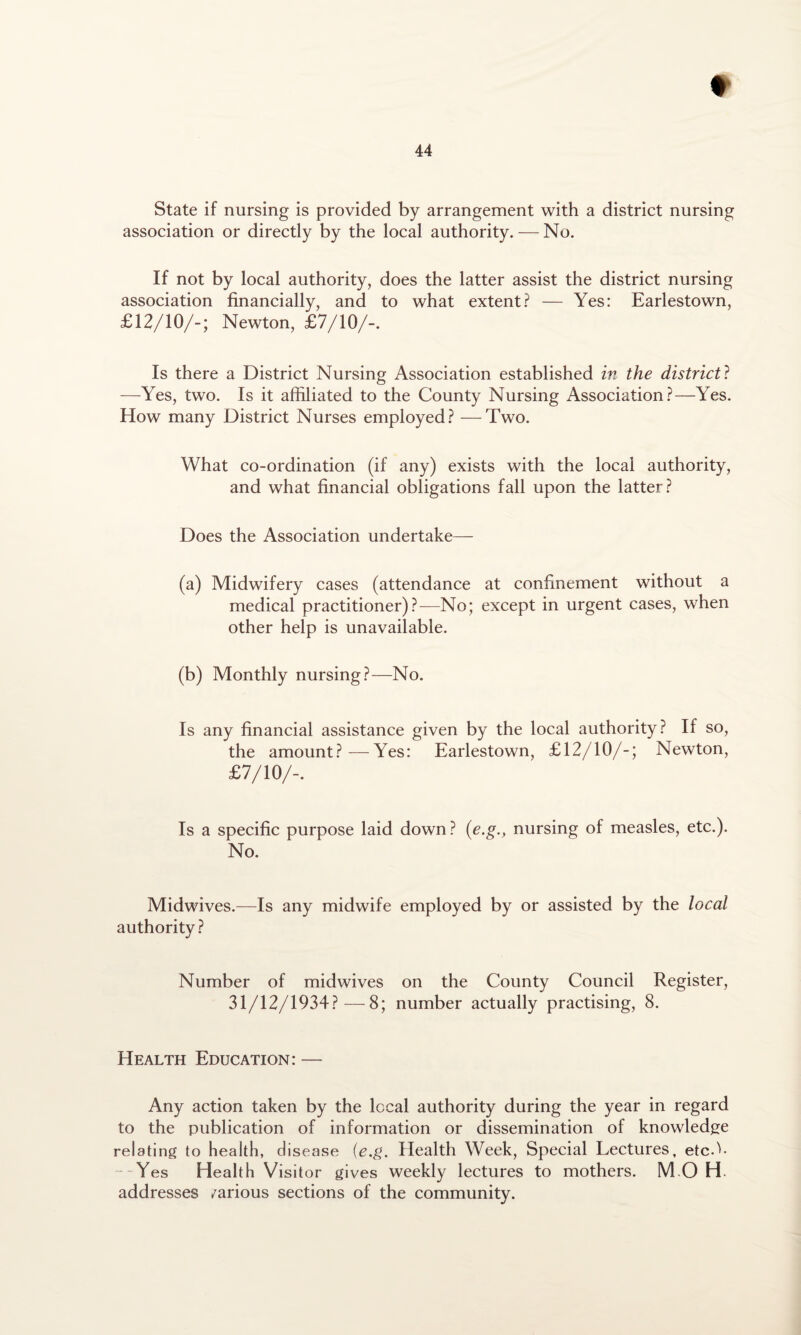 44
State if nursing is provided by arrangement with a district nursing
association or directly by the local authority. — No.
If not by local authority, does the latter assist the district nursing
association financially, and to what extent? — Yes: Earlestown,
£12/10/-; Newton, £7/10/-.
Is there a District Nursing Association established in the district?
—Yes, two. Is it affiliated to the County Nursing Association?—Yes.
How many District Nurses employed? — Two.
What co-ordination (if any) exists with the local authority,
and what financial obligations fall upon the latter?
Does the Association undertake—
(a) Midwifery cases (attendance at confinement without a
medical practitioner)?—No; except in urgent cases, when
other help is unavailable.
(b) Monthly nursing?—No.
Is any financial assistance given by the local authority? If so,
the amount? — Yes: Earlestown, £12/10/-; Newton,
£7/10/-.
Is a specific purpose laid down? (e.g., nursing of measles, etc.).
No.
Midwives.—Is any midwife employed by or assisted by the local
authority?
Number of midwives on the County Council Register,
31/12/1934? — 8; number actually practising, 8.
HEALTH EDUCATION: —
Any action taken by the local authority during the year in regard
to the publication of information or dissemination of knowledge
relating to health, disease (e.g. Health Week, Special Lectures, etc.).
--Yes Health Visitor gives weekly lectures to mothers. M.O H.
addresses various sections of the community.